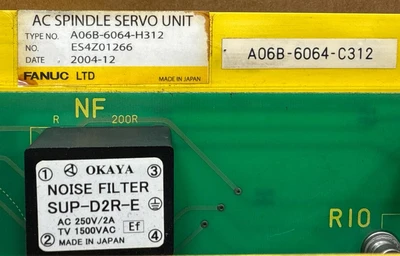 AC SPINDLE SERVO UNIT
TYPE A06B-6064-H312
NO. ES4Z01266
DATE 2004-12
FANUC LTD MADE IN JAPAN
A06B-6064-C312
NF
R 200R
① OKAYA ③
NOISE FILTER
SUP-D2R-E
AC 250V/2A
TV 1500VAC Ef
② MADE IN JAPAN ④
R10